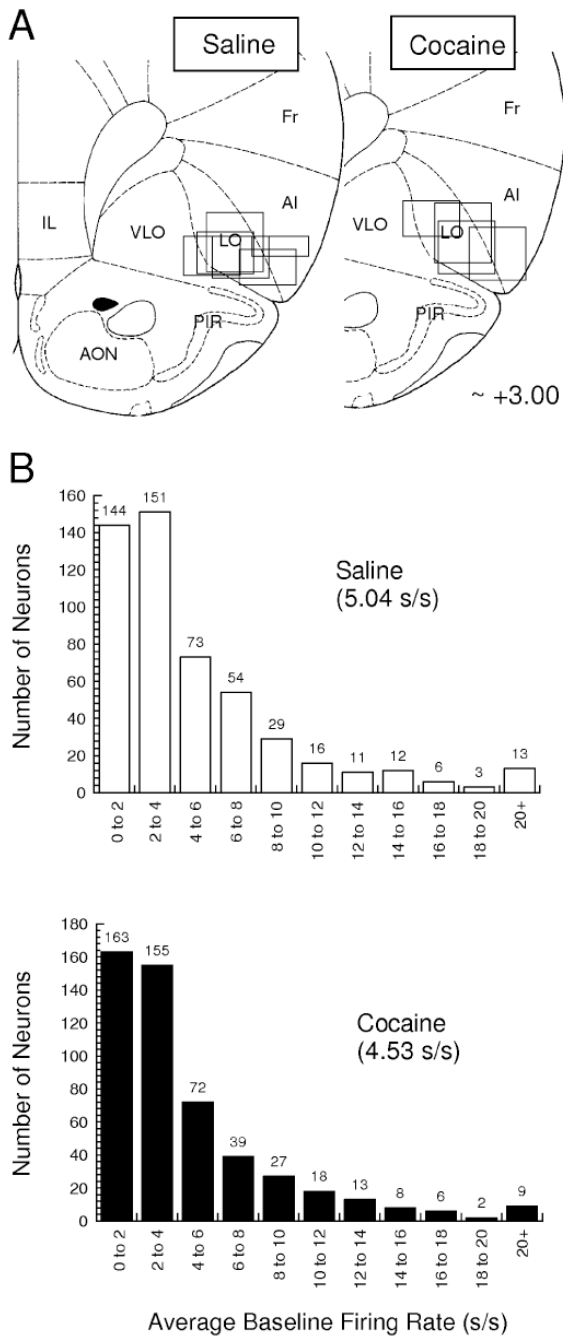 A
Saline
Cocaine
Fr
Fr
AI
AI
IL
VLO
LO
VLO
LO
PIR
PIR
AON
~ +3.00
B
Number of Neurons
160
140
120
100
80
60
40
20
0
144
151
73
54
29
16
11
12
6
3
13
Saline
(5.04 s/s)
0 to 2
2 to 4
4 to 6
6 to 8
8 to 10
10 to 12
12 to 14
14 to 16
16 to 18
18 to 20
20+
Number of Neurons
180
160
140
120
100
80
60
40
20
0
163
155
72
39
27
18
13
8
6
2
9
Cocaine
(4.53 s/s)
0 to 2
2 to 4
4 to 6
6 to 8
8 to 10
10 to 12
12 to 14
14 to 16
16 to 18
18 to 20
20+
Average Baseline Firing Rate (s/s)